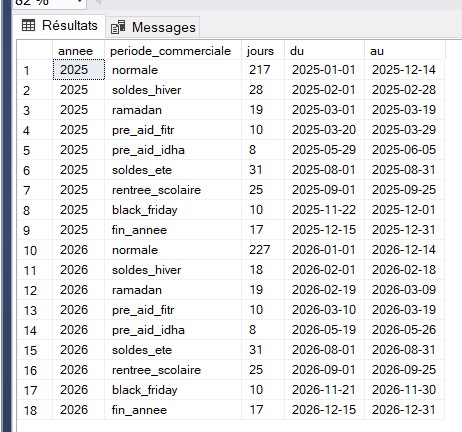 82 %
Résultats Messages
annee periode_commerciale jours du au
1 2025 normale 217 2025-01-01 2025-12-14
2 2025 soldes_hiver 28 2025-02-01 2025-02-28
3 2025 ramadan 19 2025-03-01 2025-03-19
4 2025 pre_aid_fitr 10 2025-03-20 2025-03-29
5 2025 pre_aid_idha 8 2025-05-29 2025-06-05
6 2025 soldes_ete 31 2025-08-01 2025-08-31
7 2025 rentree_scolaire 25 2025-09-01 2025-09-25
8 2025 black_friday 10 2025-11-22 2025-12-01
9 2025 fin_annee 17 2025-12-15 2025-12-31
10 2026 normale 227 2026-01-01 2026-12-14
11 2026 soldes_hiver 18 2026-02-01 2026-02-18
12 2026 ramadan 19 2026-02-19 2026-03-09
13 2026 pre_aid_fitr 10 2026-03-10 2026-03-19
14 2026 pre_aid_idha 8 2026-05-19 2026-05-26
15 2026 soldes_ete 31 2026-08-01 2026-08-31
16 2026 rentree_scolaire 25 2026-09-01 2026-09-25
17 2026 black_friday 10 2026-11-21 2026-11-30
18 2026 fin_annee 17 2026-12-15 2026-12-31